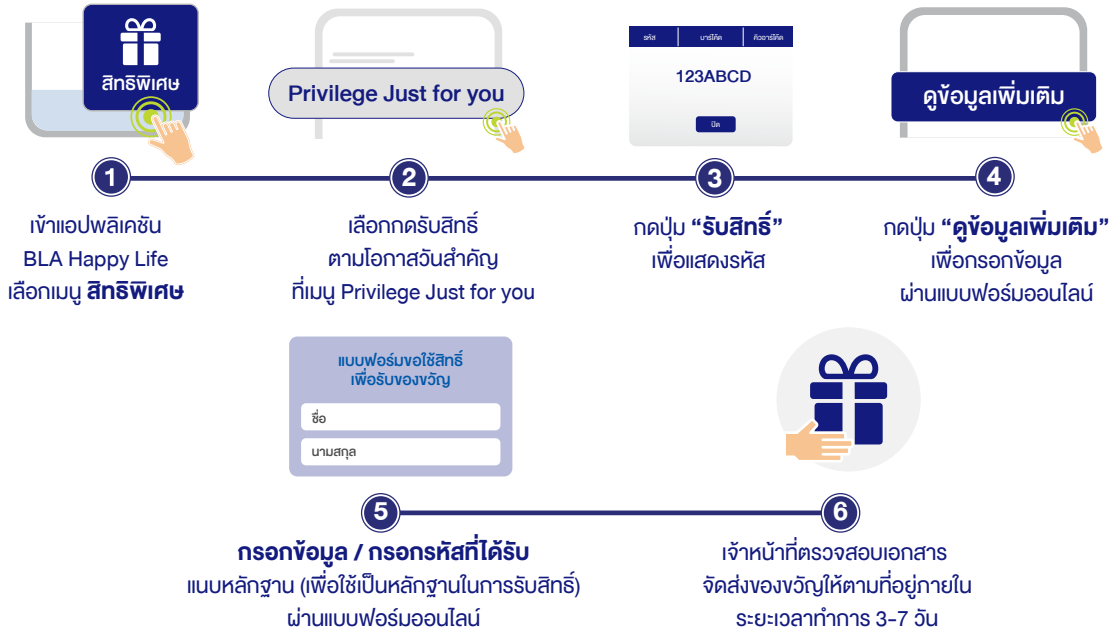 สิทธิพิเศษ
Privilege Just for you
รหัส บาร์โค้ด คิวอาร์โค้ด
123ABCD
ปิด
ดูข้อมูลเพิ่มเติม
1
2
3
4
เข้าแอปพลิเคชัน
BLA Happy Life
เลือกเมนู สิทธิพิเศษ
เลือกกดรับสิทธิ์
ตามโอกาสวันสำคัญ
ที่เมนู Privilege Just for you
กดปุ่ม “รับสิทธิ์”
เพื่อแสดงรหัส
กดปุ่ม “ดูข้อมูลเพิ่มเติม”
เพื่อกรอกข้อมูล
ผ่านแบบฟอร์มออนไลน์
แบบฟอร์มขอใช้สิทธิ์
เพื่อรับของขวัญ
ชื่อ
นามสกุล
5
6
กรอกข้อมูล / กรอกรหัสที่ได้รับ
แนบหลักฐาน (เพื่อใช้เป็นหลักฐานในการรับสิทธิ์)
ผ่านแบบฟอร์มออนไลน์
เจ้าหน้าที่ตรวจสอบเอกสาร
จัดส่งของขวัญให้ตามที่อยู่ภายใน
ระยะเวลาทำการ 3-7 วัน